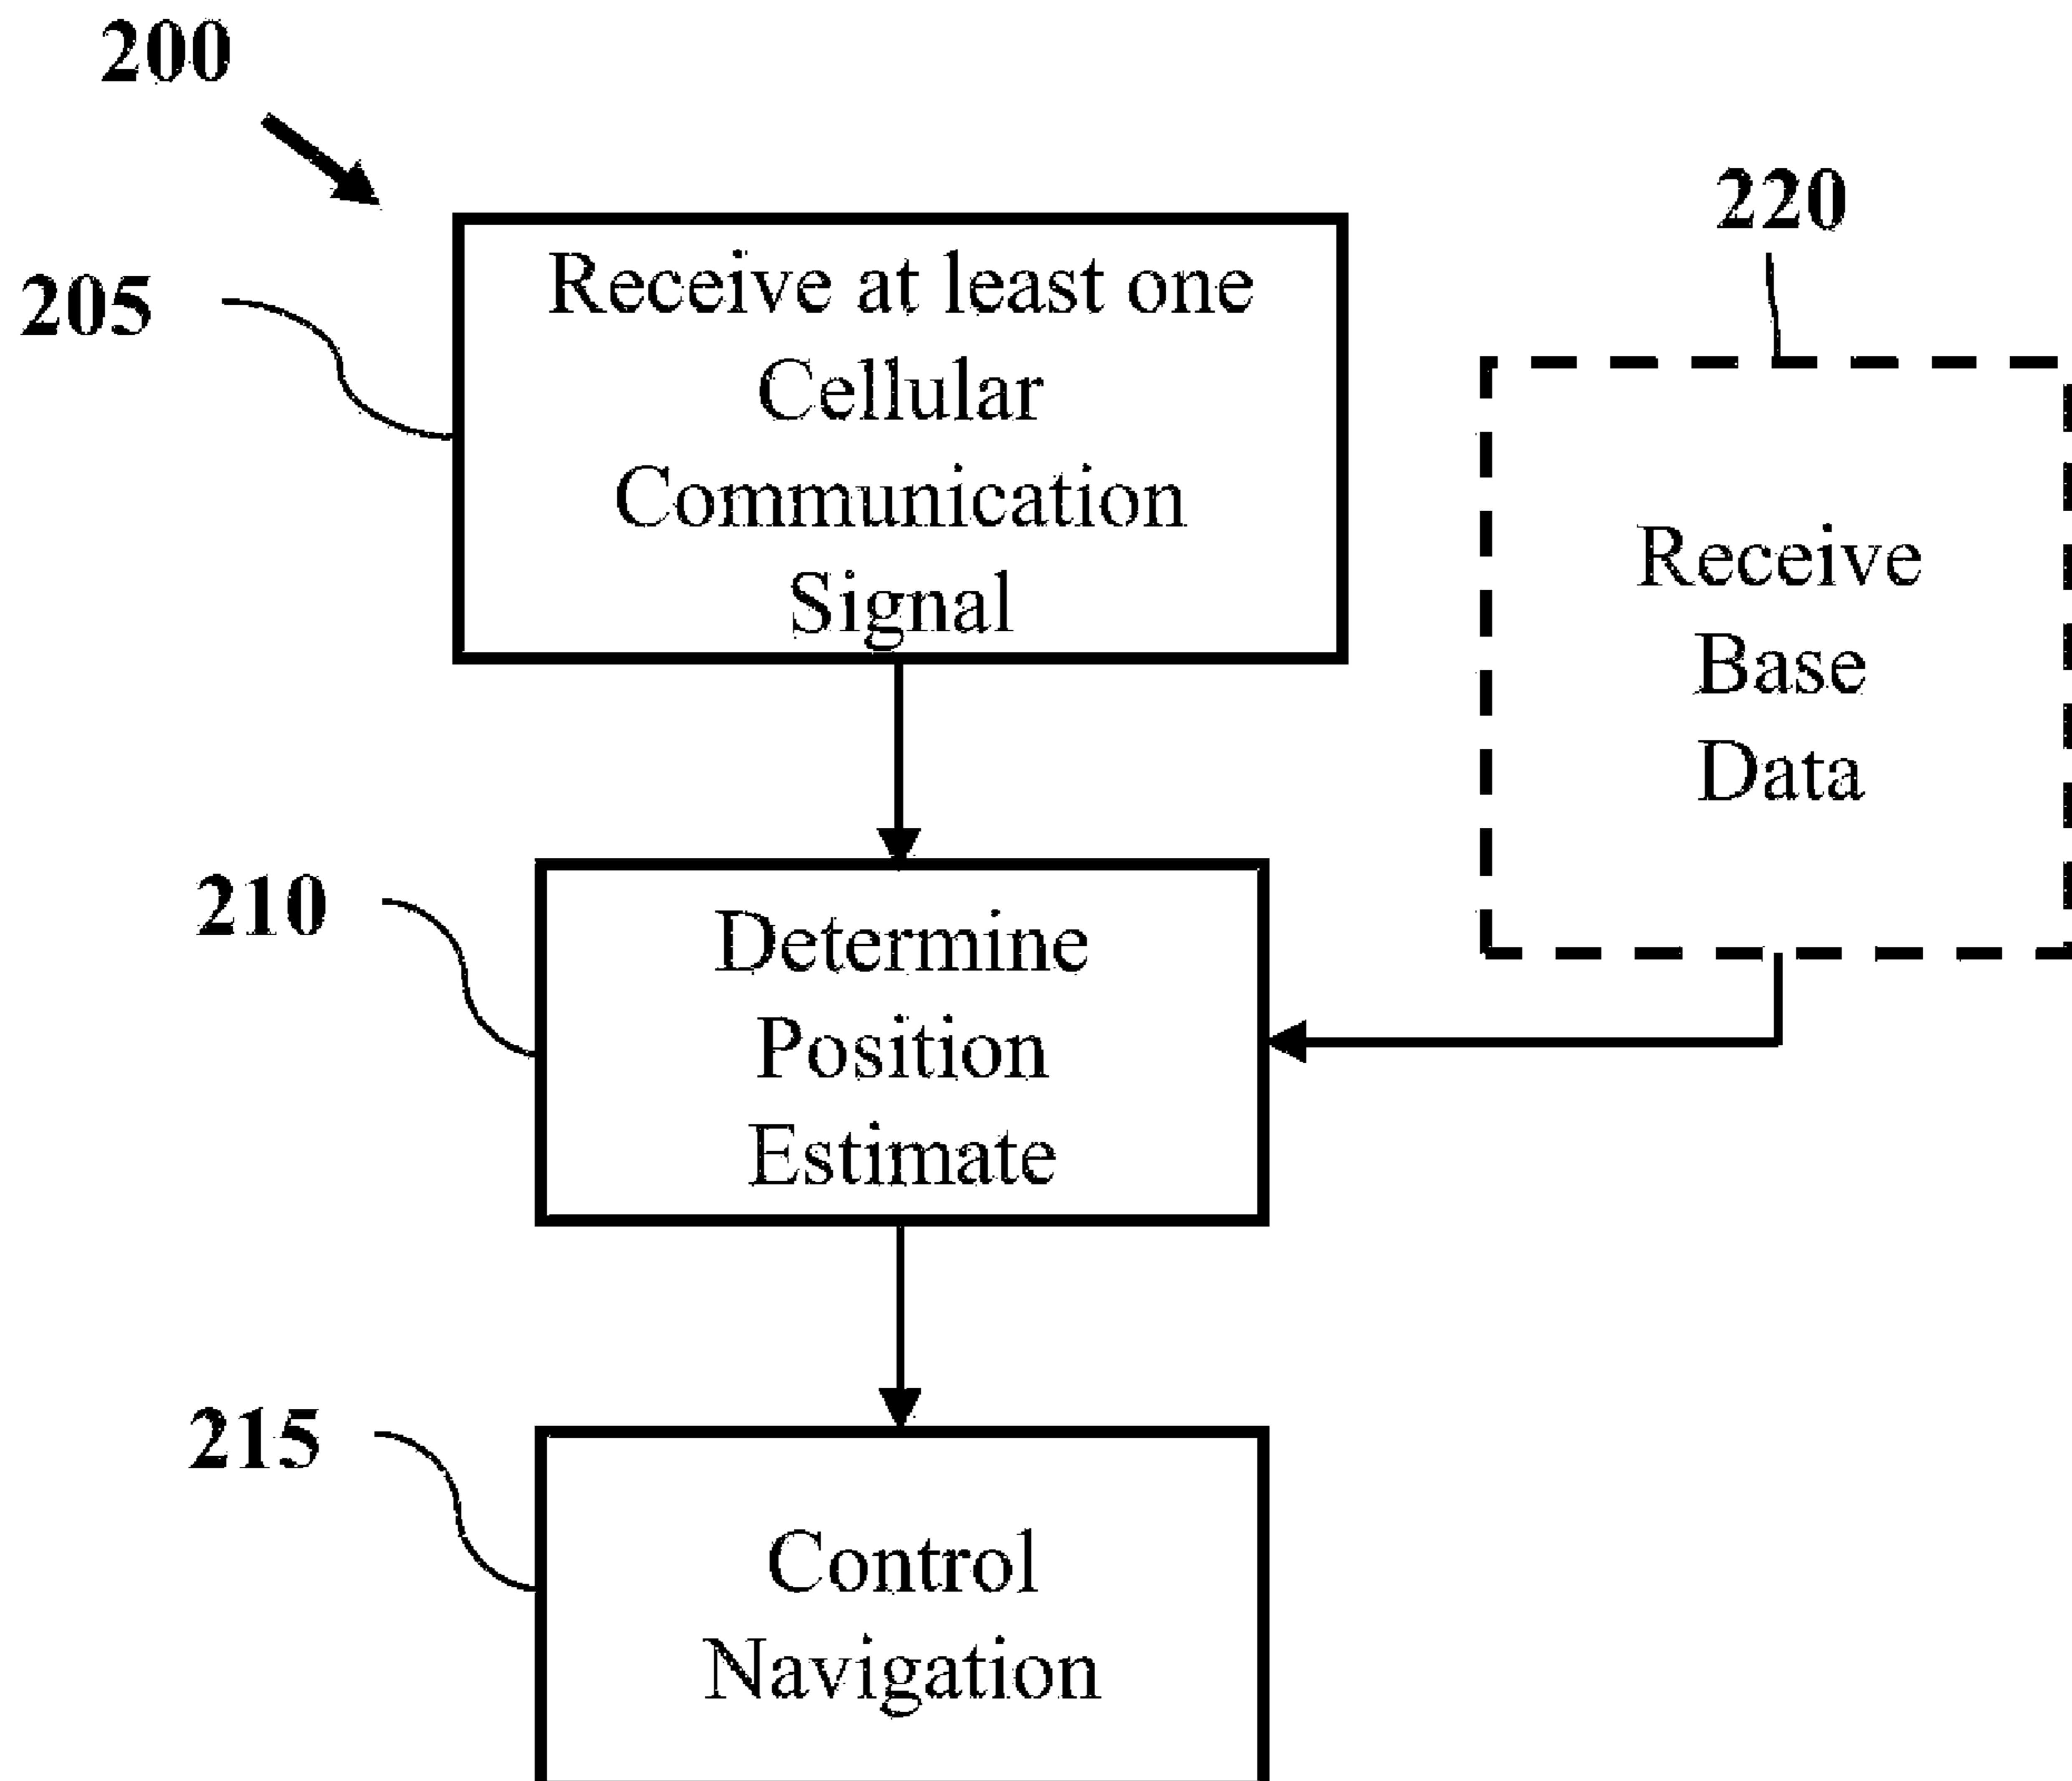 200
205
Receive at least one
Cellular
Communication
Signal
220
Receive
Base
Data
210
Determine
Position
Estimate
215
Control
Navigation